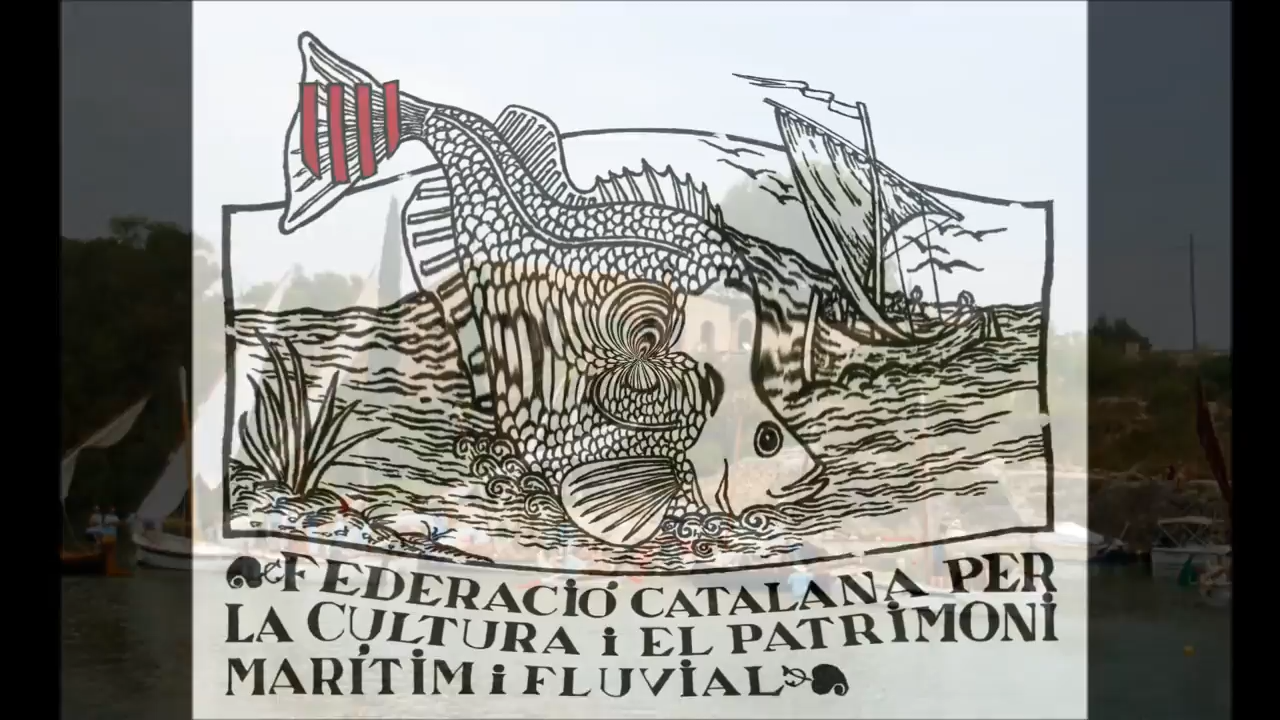 FEDERACIÓ CATALANA PER
LA CULTURA i EL PATRIMONI
MARÍTIM i FLUVIAL